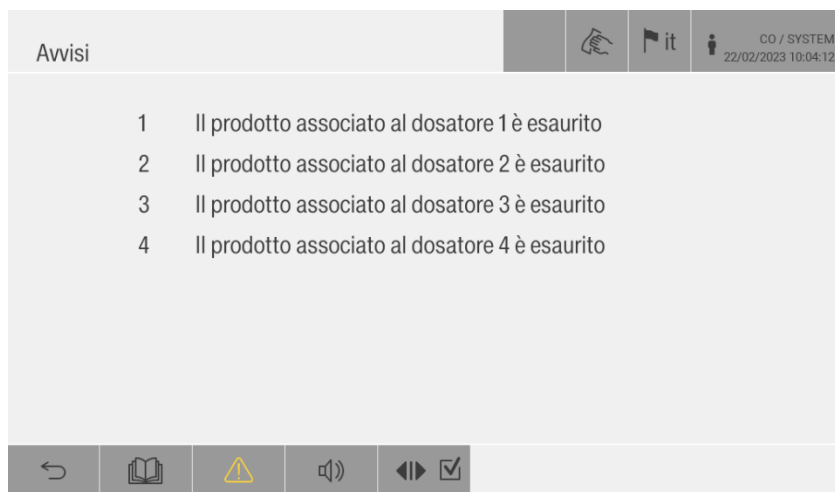 Avvisi
it
CO / SYSTEM
22/02/2023 10:04:12
1 Il prodotto associato al dosatore 1 è esaurito
2 Il prodotto associato al dosatore 2 è esaurito
3 Il prodotto associato al dosatore 3 è esaurito
4 Il prodotto associato al dosatore 4 è esaurito